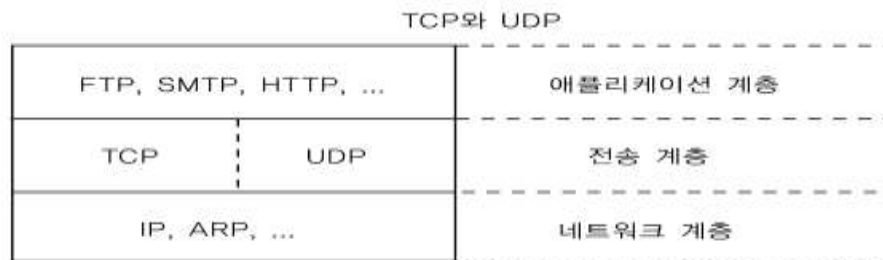 TCP와 UDP
FTP, SMTP, HTTP, ... 애플리케이션 계층
TCP UDP 전송 계층
IP, ARP, ... 네트워크 계층